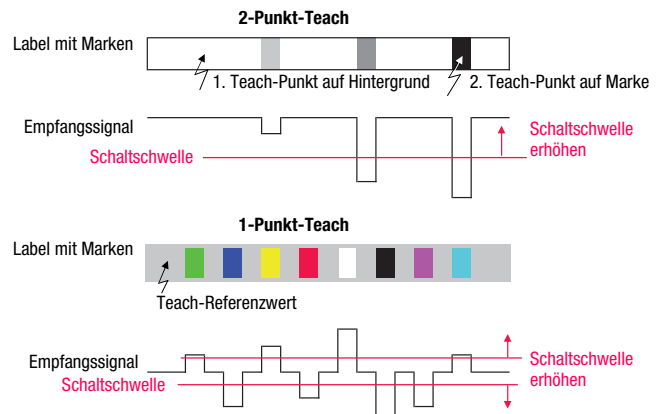 2-Punkt-Teach
Label mit Marken
1. Teach-Punkt auf Hintergrund
2. Teach-Punkt auf Marke
Empfangssignal
Schaltschwelle
Schaltschwelle
erhöhen
1-Punkt-Teach
Label mit Marken
Teach-Referenzwert
Empfangssignal
Schaltschwelle
Schaltschwelle
erhöhen